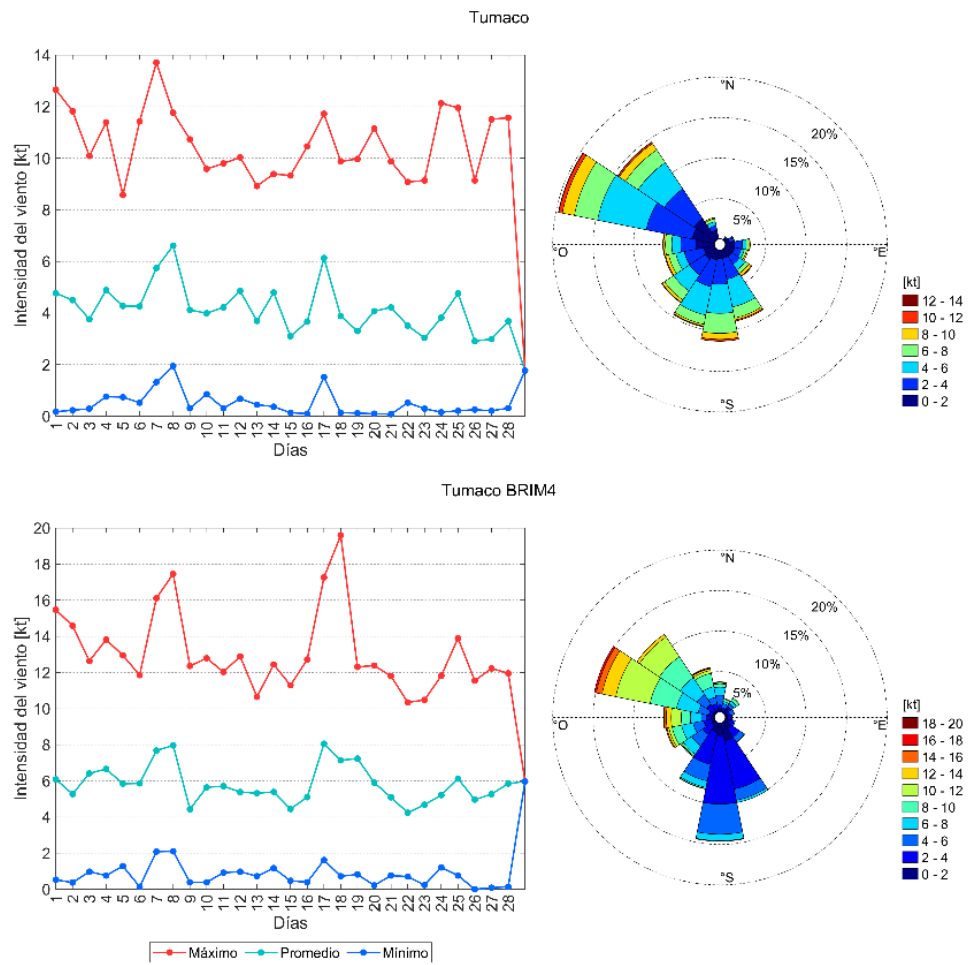 Tumaco
Intensidad del viento [kt]
14
12
10
8
6
4
2
0
1 2 3 4 5 6 7 8 9 10 11 12 13 14 15 16 17 18 19 20 21 22 23 24 25 26 27 28
Días
°N
20%
15%
10%
5%
°O
°E
°S
[kt]
12 - 14
10 - 12
8 - 10
6 - 8
4 - 6
2 - 4
0 - 2
Tumaco BRIM4
Intensidad del viento [kt]
20
18
16
14
12
10
8
6
4
2
0
1 2 3 4 5 6 7 8 9 10 11 12 13 14 15 16 17 18 19 20 21 22 23 24 25 26 27 28
Días
°N
20%
15%
10%
5%
°O
°E
°S
[kt]
18 - 20
16 - 18
14 - 16
12 - 14
10 - 12
8 - 10
6 - 8
4 - 6
2 - 4
0 - 2
Máximo Promedio Mínimo